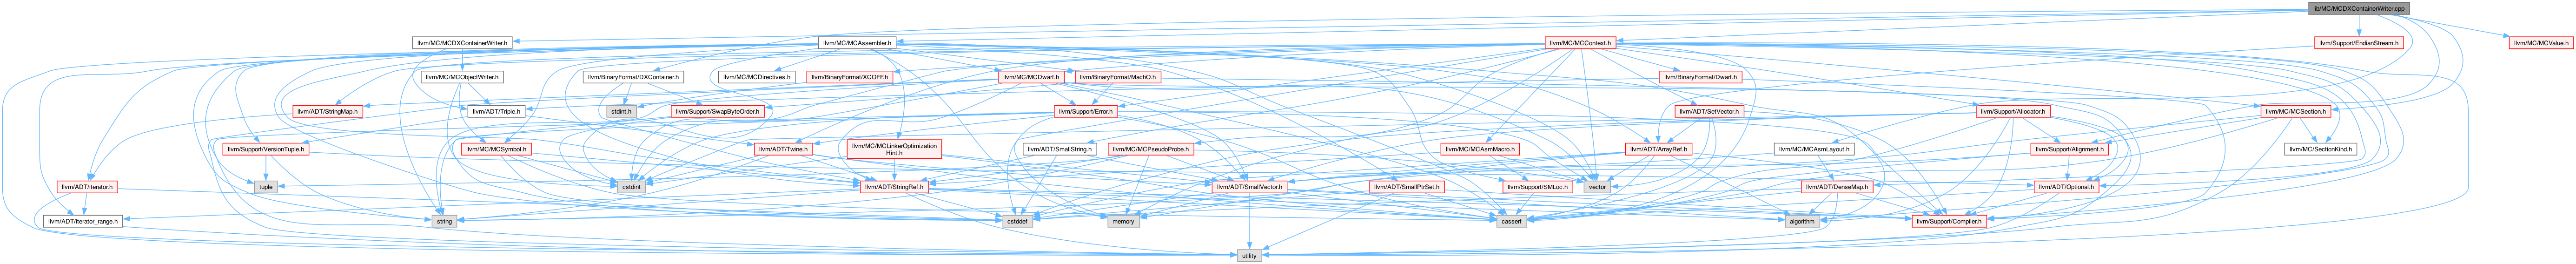 lib/MC/MCDXContainerWriter.cpp
llvm/MC/MCDXContainerWriter.h
llvm/MC/MCAssembler.h
llvm/MC/MCContext.h
llvm/Support/EndianStream.h
llvm/MC/MCValue.h
llvm/MC/MCObjectWriter.h
llvm/BinaryFormat/DXContainer.h
llvm/MC/MCDirectives.h
llvm/BinaryFormat/XCOFF.h
llvm/MC/MCDwarf.h
llvm/BinaryFormat/MachO.h
llvm/BinaryFormat/Dwarf.h
llvm/ADT/StringMap.h
llvm/ADT/Triple.h
stdint.h
llvm/Support/SwapByteOrder.h
llvm/Support/Error.h
llvm/ADT/SetVector.h
llvm/Support/Allocator.h
llvm/MC/MCSection.h
llvm/Support/VersionTuple.h
llvm/MC/MCSymbol.h
llvm/ADT/Twine.h
llvm/MC/MCLinkerOptimization
Hint.h
llvm/ADT/SmallString.h
llvm/MC/MCPseudoProbe.h
llvm/MC/MCAsmMacro.h
llvm/ADT/ArrayRef.h
llvm/MC/MCAsmLayout.h
llvm/Support/Alignment.h
llvm/MC/SectionKind.h
llvm/ADT/iterator.h
tuple
cstdint
llvm/ADT/StringRef.h
llvm/ADT/SmallVector.h
llvm/ADT/SmallPtrSet.h
llvm/Support/SMLoc.h
vector
llvm/ADT/DenseMap.h
llvm/ADT/Optional.h
llvm/ADT/iterator_range.h
string
cstddef
memory
cassert
algorithm
llvm/Support/Compiler.h
utility